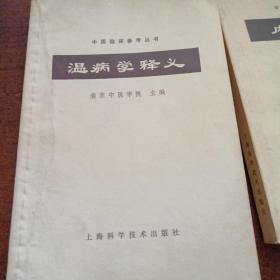 中医临床参考丛书
温病学释义
南京中医学院 主编
上海科学技术出版社